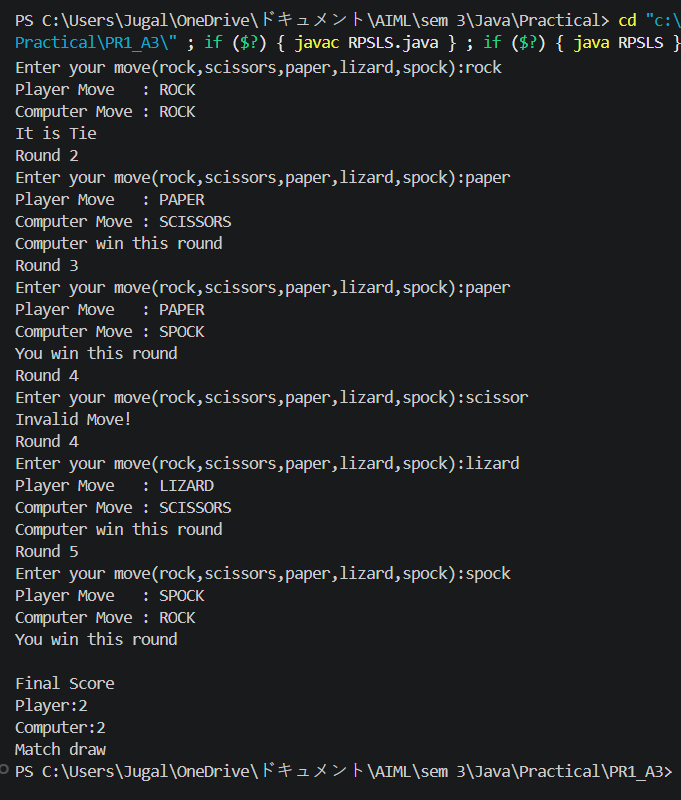 PS C:\Users\Jugal\OneDrive\ドキュメント\AIML\sem 3\Java\Practical> cd "c:\
Practical\PR1_A3\" ; if ($?) { javac RPSLS.java } ; if ($?) { java RPSLS }
Enter your move(rock,scissors,paper,lizard,spock):rock
Player Move   : ROCK
Computer Move : ROCK
It is Tie
Round 2
Enter your move(rock,scissors,paper,lizard,spock):paper
Player Move   : PAPER
Computer Move : SCISSORS
Computer win this round
Round 3
Enter your move(rock,scissors,paper,lizard,spock):paper
Player Move   : PAPER
Computer Move : SPOCK
You win this round
Round 4
Enter your move(rock,scissors,paper,lizard,spock):scissor
Invalid Move!
Round 4
Enter your move(rock,scissors,paper,lizard,spock):lizard
Player Move   : LIZARD
Computer Move : SCISSORS
Computer win this round
Round 5
Enter your move(rock,scissors,paper,lizard,spock):spock
Player Move   : SPOCK
Computer Move : ROCK
You win this round

Final Score
Player:2
Computer:2
Match draw
PS C:\Users\Jugal\OneDrive\ドキュメント\AIML\sem 3\Java\Practical\PR1_A3>